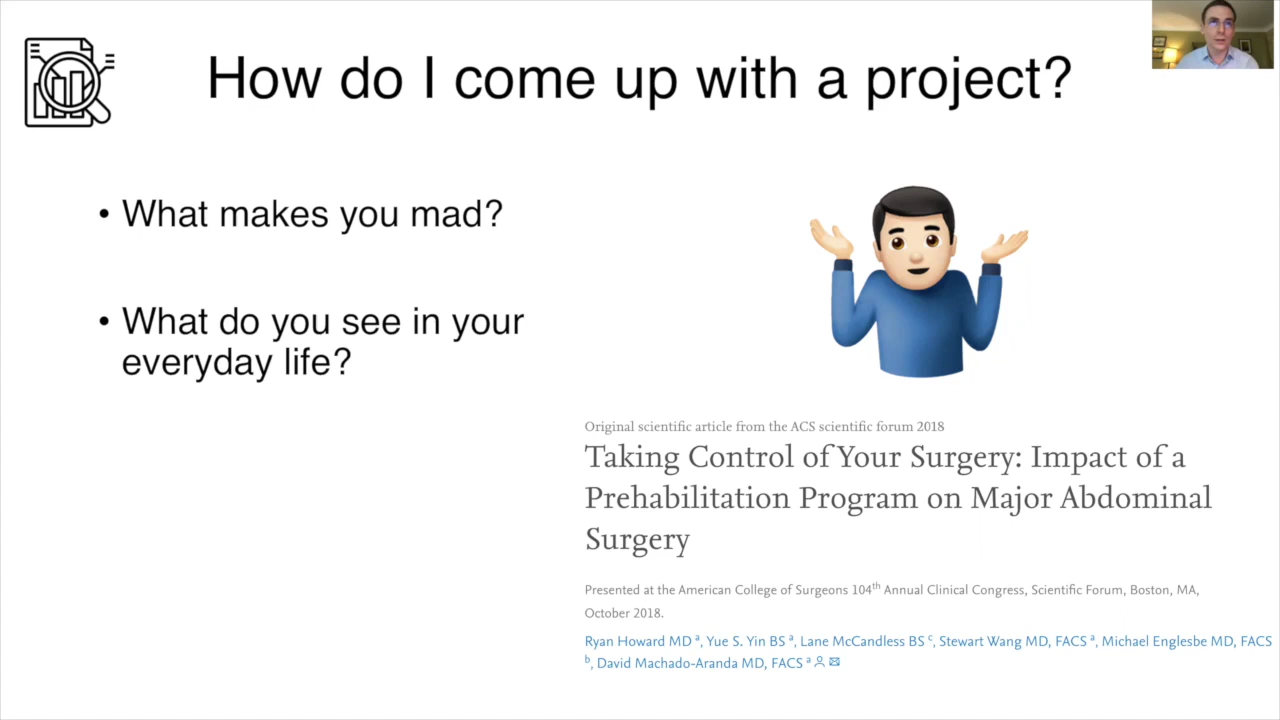 How do I come up with a project?
• What makes you mad?
• What do you see in your
everyday life?
Original scientific article from the ACS scientific forum 2018
Taking Control of Your Surgery: Impact of a
Prehabilitation Program on Major Abdominal
Surgery
Presented at the American College of Surgeons 104th Annual Clinical Congress, Scientific Forum, Boston, MA,
October 2018.
Ryan Howard MD a, Yue S. Yin BS a, Lane McCandless BS c, Stewart Wang MD, FACS a, Michael Englesbe MD, FACS
b, David Machado-Aranda MD, FACS a